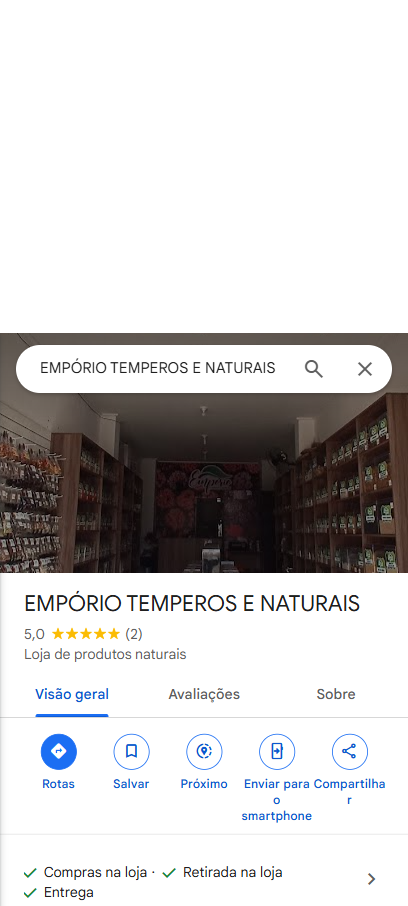 EMPÓRIO TEMPEROS E NATURAIS
Empório
EMPÓRIO TEMPEROS E NATURAIS
5,0 (2)
Loja de produtos naturais
Visão geral Avaliações Sobre
Rotas Salvar Próximo Enviar para o smartphone Compartilhar
Compras na loja · Retirada na loja
Entrega